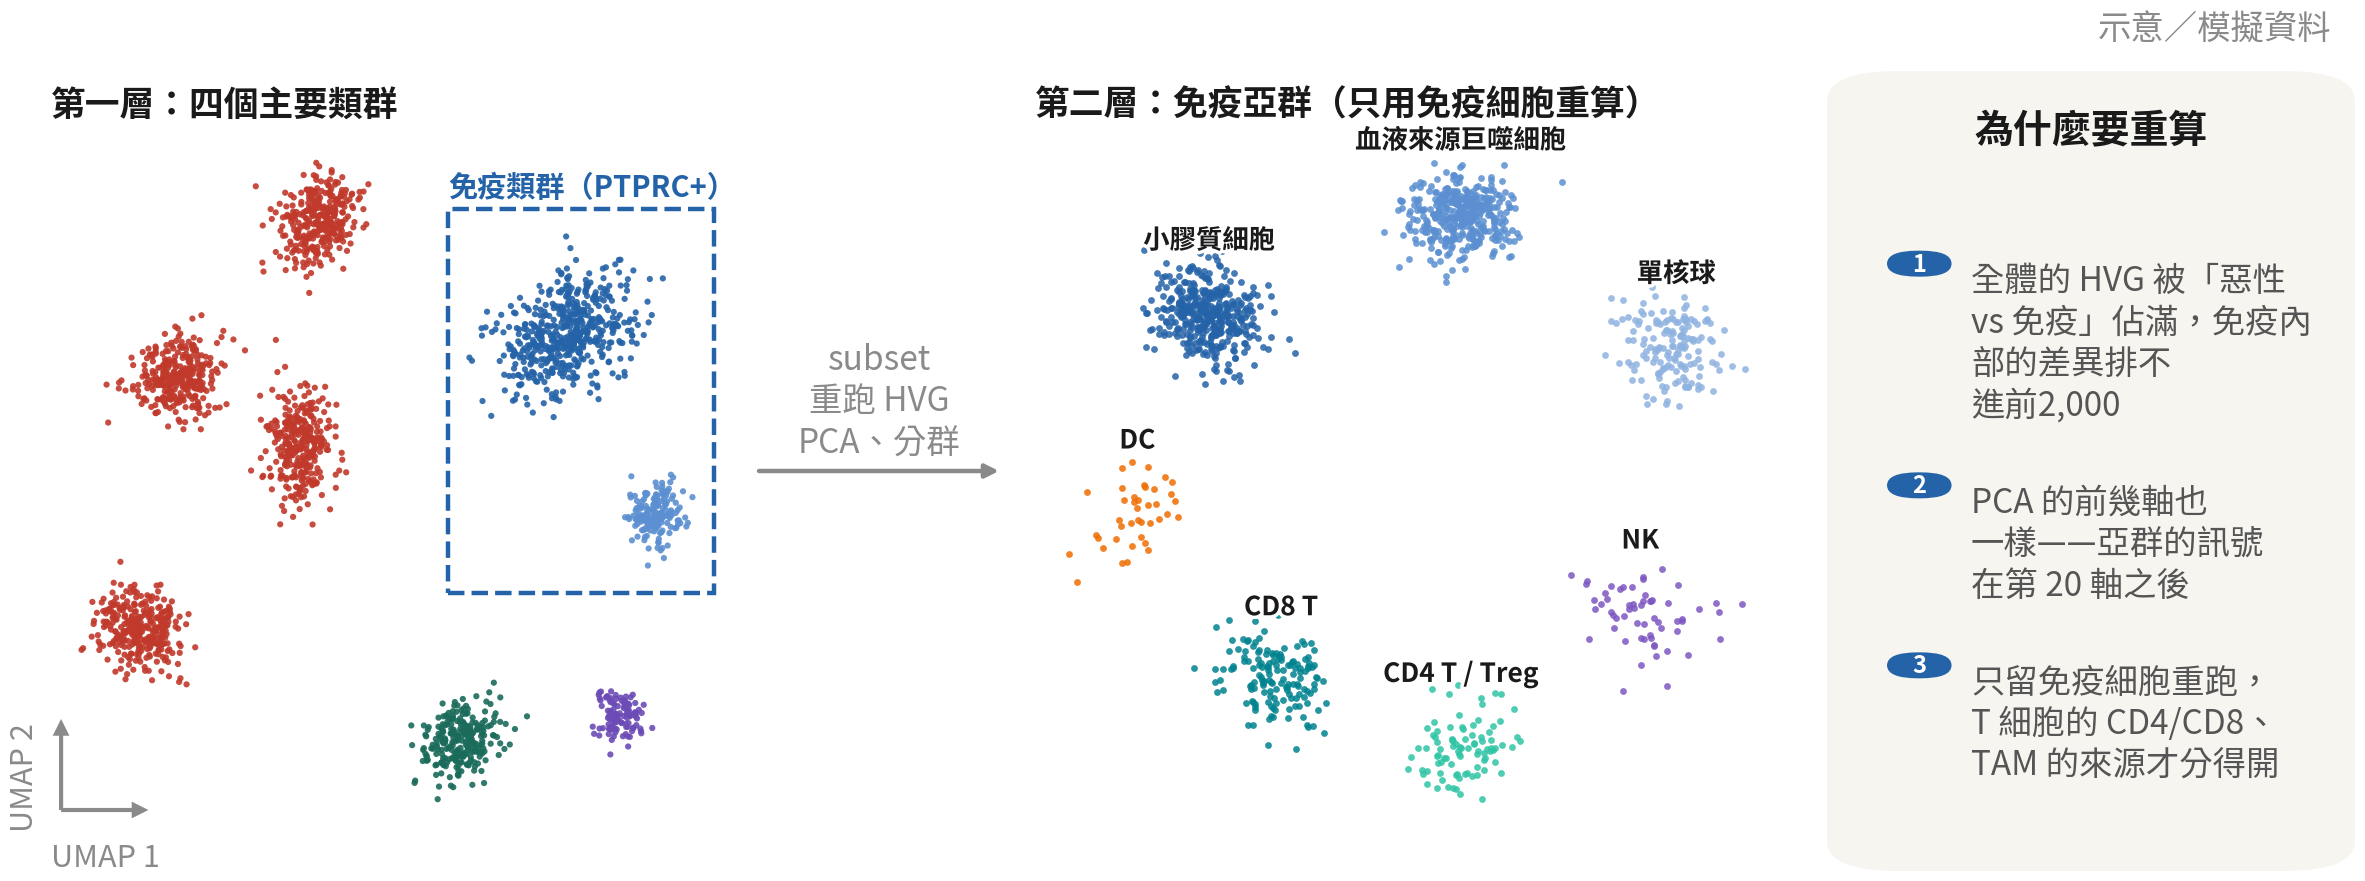 示意／模擬資料
第一層：四個主要類群
免疫類群（PTPRC+）
UMAP 2
UMAP 1
subset
重跑 HVG
PCA、分群
第二層：免疫亞群（只用免疫細胞重算）
血液來源巨噬細胞
小膠質細胞
單核球
DC
NK
CD8 T
CD4 T / Treg
為什麼要重算
1
全體的 HVG 被「惡性
vs 免疫」佔滿，免疫內
部的差異排不
進前2,000
2
PCA 的前幾軸也
一樣——亞群的訊號
在第 20 軸之後
3
只留免疫細胞重跑，
T 細胞的 CD4/CD8、
TAM 的來源才分得開